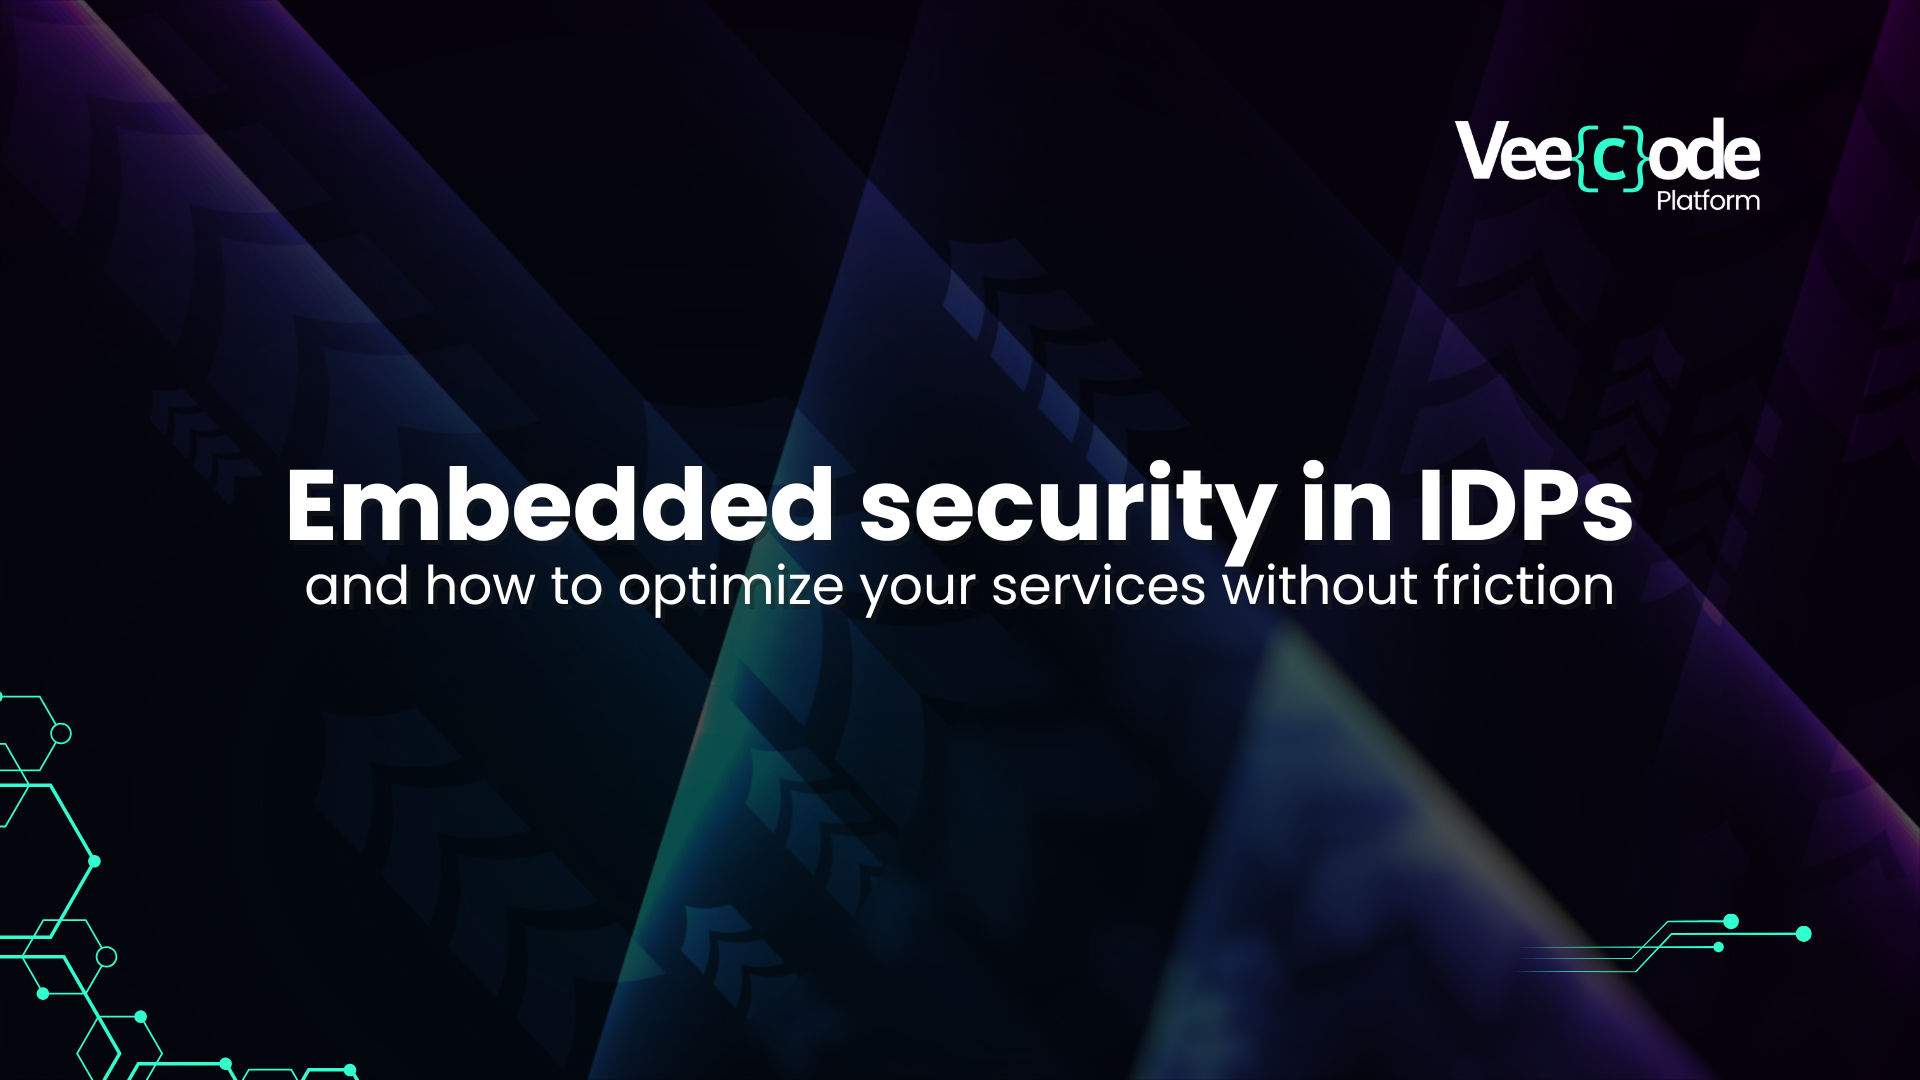 Vee{c}ode
Platform
Embedded security in IDPs
and how to optimize your services without friction